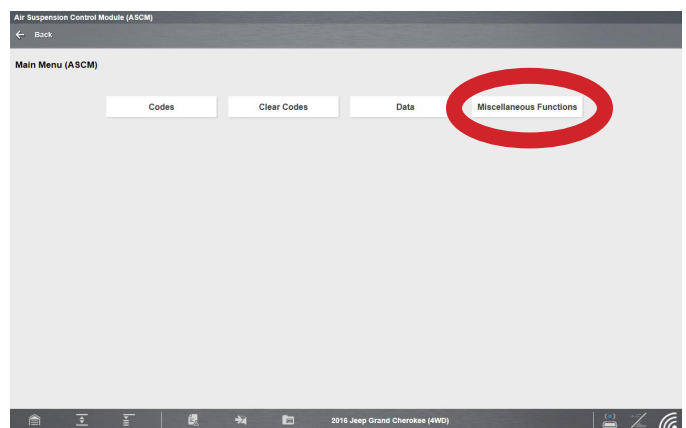 Air Suspension Control Module (ASCM)
← Back
Main Menu (ASCM)
Codes Clear Codes Data Miscellaneous Functions
2016 Jeep Grand Cherokee (4WD)